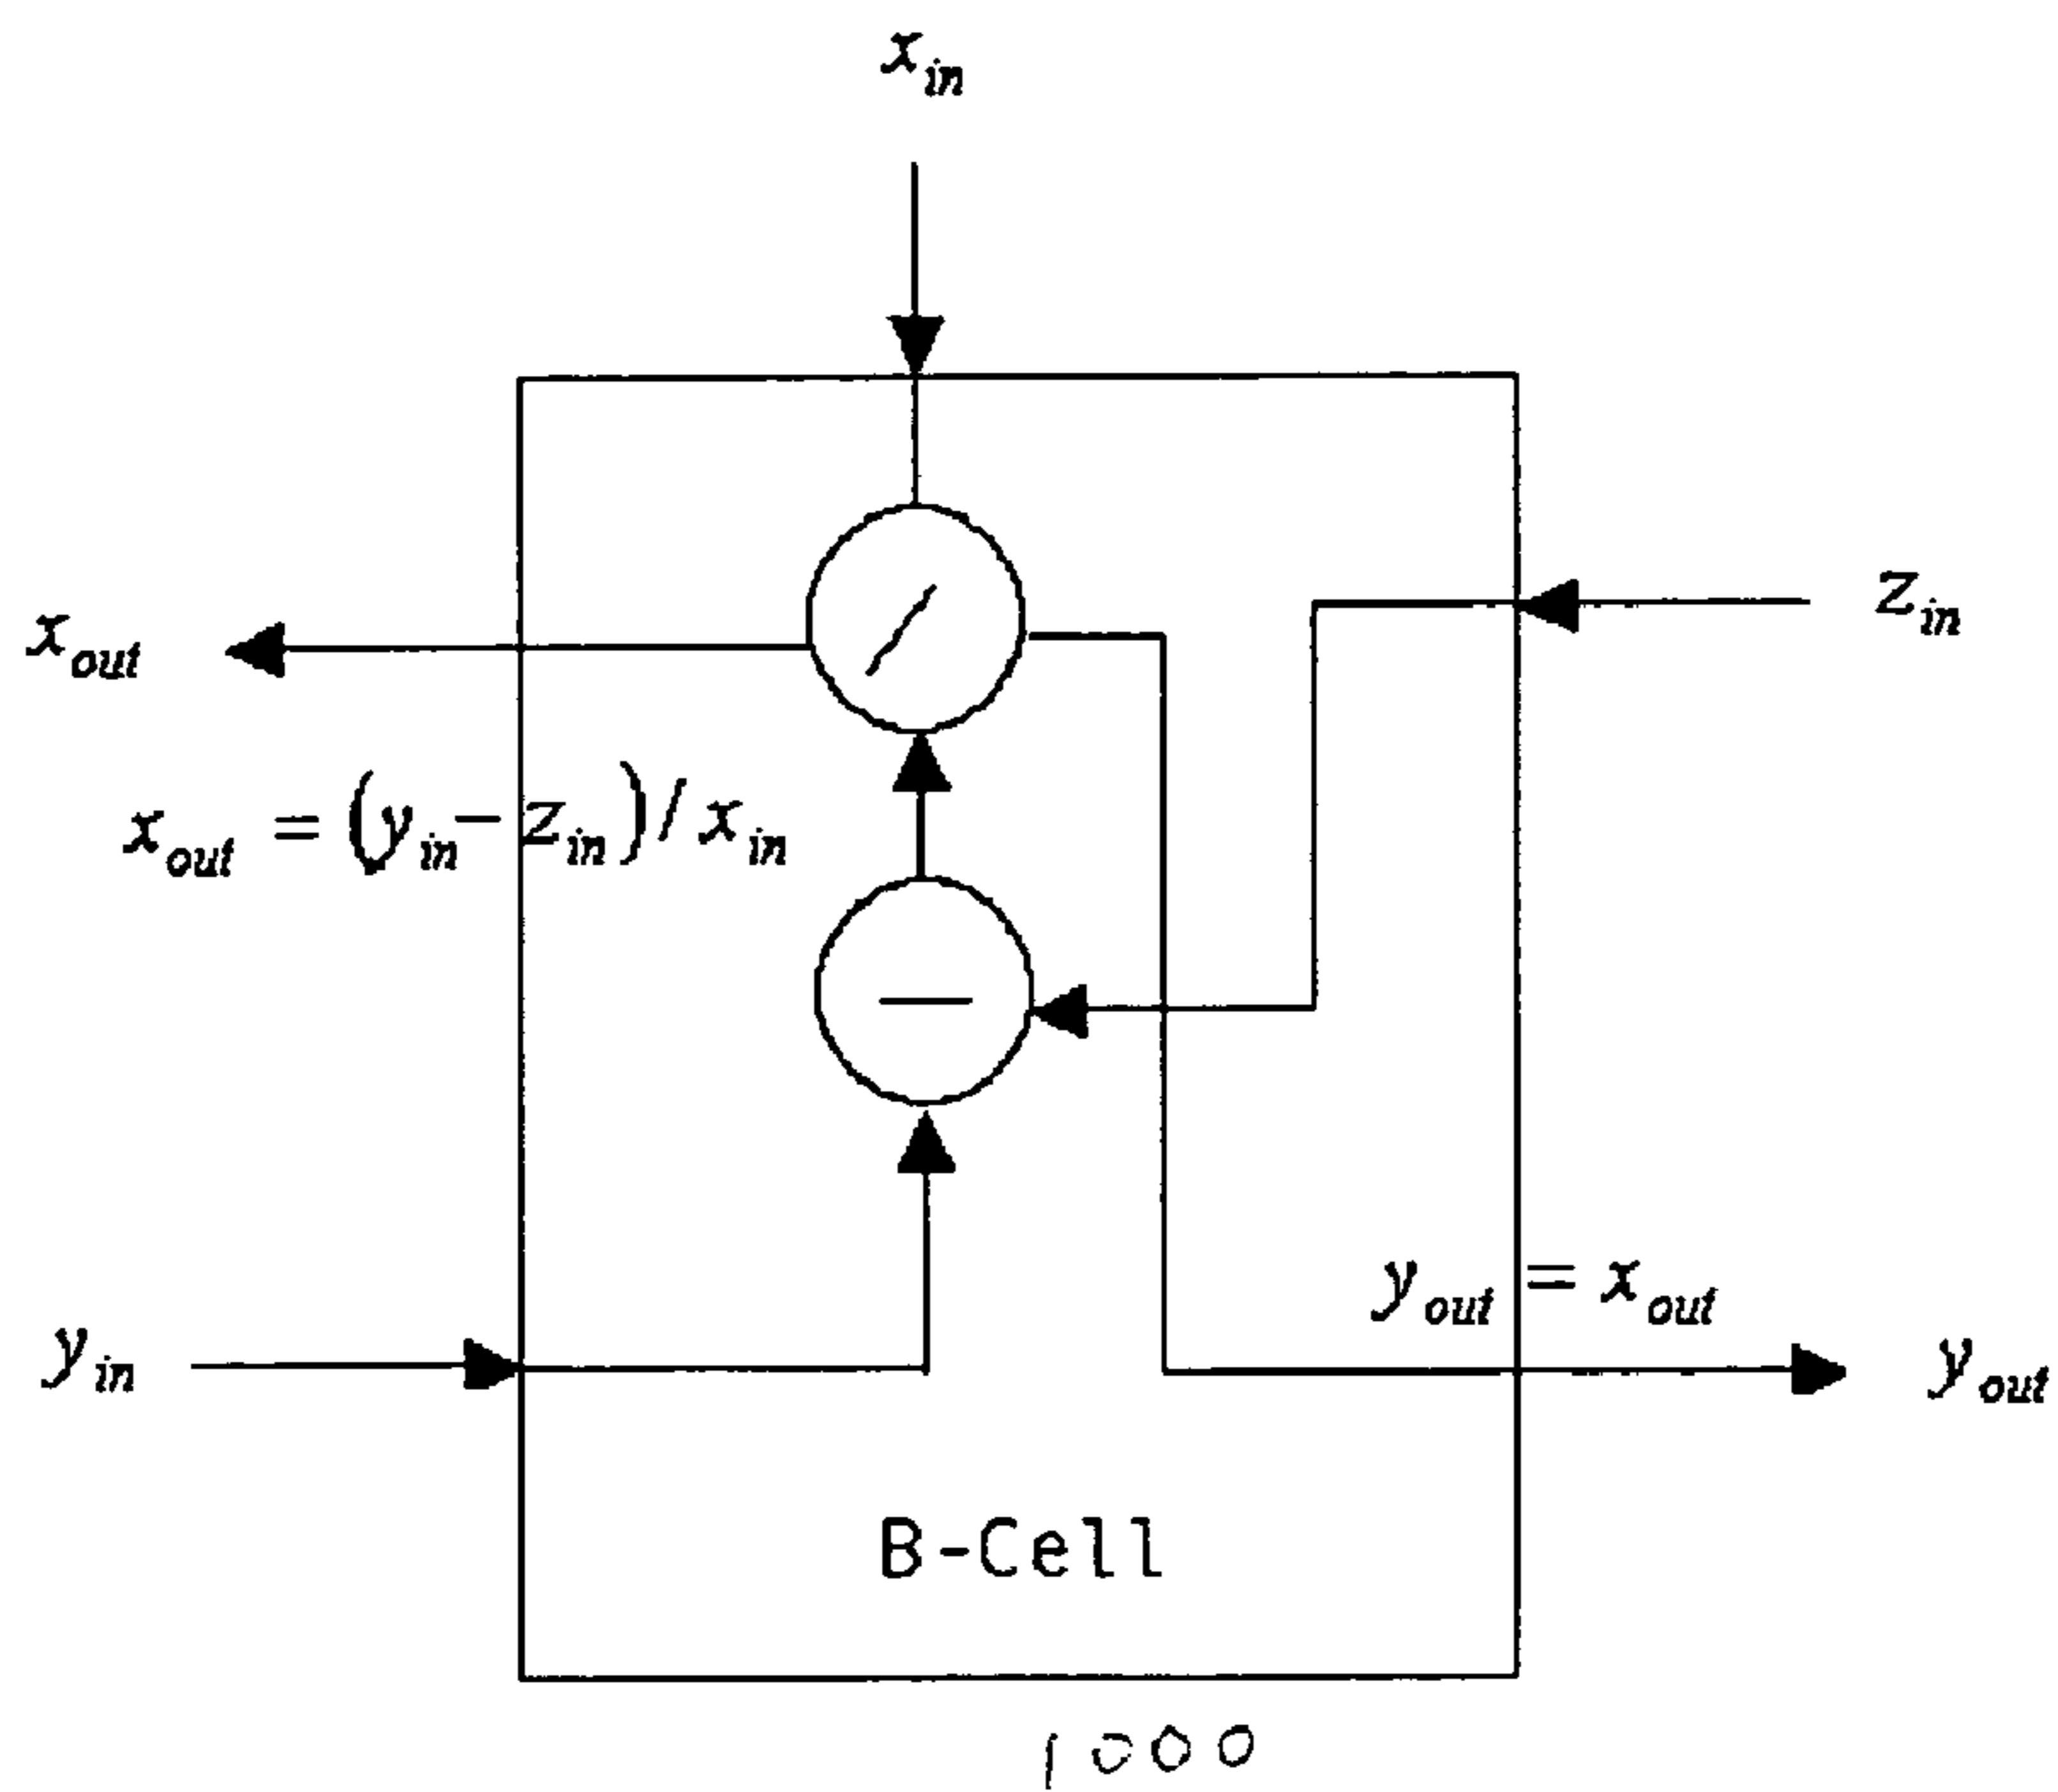 x_in
z_in
x_out
x_out = (y_in - z_in) / x_in
y_out = x_out
y_in
y_out
B-Cell
1000